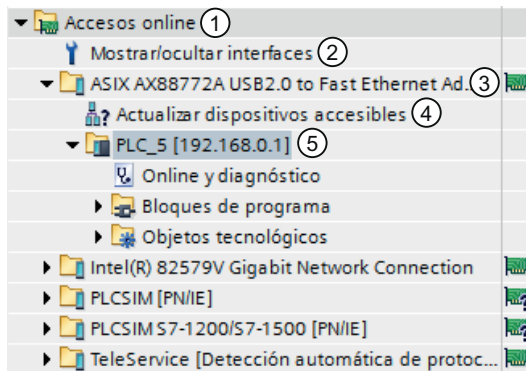 Accesos online 1
Mostrar/ocultar interfaces 2
ASIX AX88772A USB2.0 to Fast Ethernet Ad... 3
Actualizar dispositivos accesibles 4
PLC_5 [192.168.0.1] 5
Online y diagnóstico
Bloques de programa
Objetos tecnológicos
Intel(R) 82579V Gigabit Network Connection
PLCSIM [PN/IE]
PLCSIM S7-1200/S7-1500 [PN/IE]
TeleService [Detección automática de protoc...